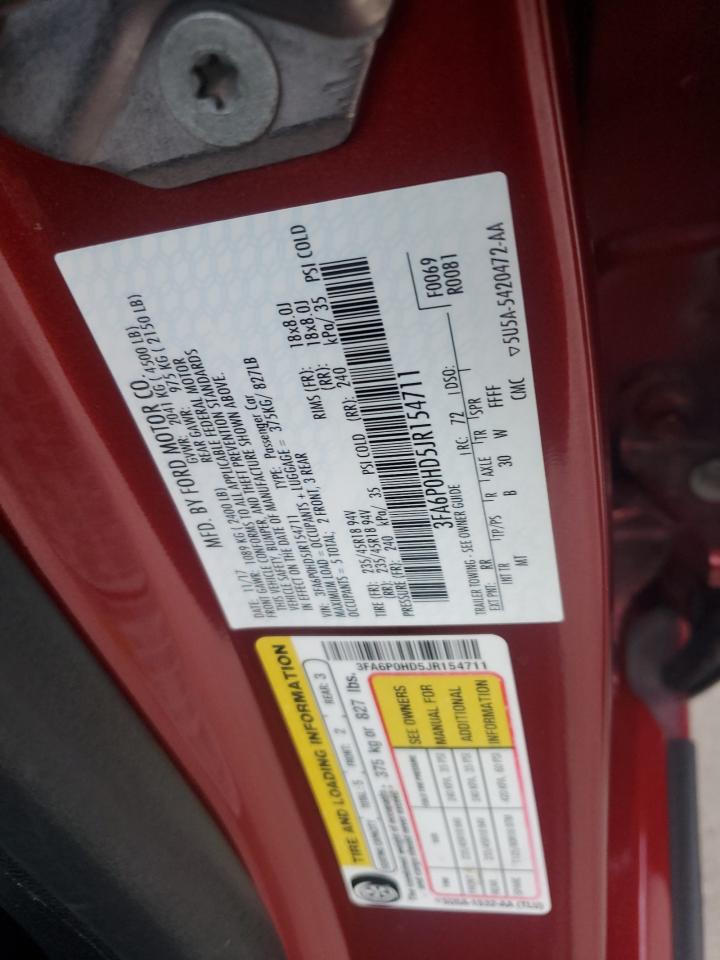 MFD. BY FORD MOTOR CO.
DATE: 11/17 GVWR: 2041 KG ( 4500 LB)
FRONT GAWR: 1089 KG ( 2400 LB) REAR GAWR: 975 KG ( 2150 LB)
THIS VEHICLE CONFORMS TO ALL APPLICABLE FEDERAL MOTOR
VEHICLE SAFETY, BUMPER, AND THEFT PREVENTION STANDARDS
IN EFFECT ON THE DATE OF MANUFACTURE SHOWN ABOVE.
VIN: 3FA6P0HD5JR154711 TYPE: Passenger Car
MAXIMUM LOAD = OCCUPANTS + LUGGAGE = 375KG/ 827LB
OCCUPANTS = 5 TOTAL; 2 FRONT, 3 REAR
TIRE (FR): 235/45R18 94V RIMS (FR): 18x8.0J
(RR): 235/45R18 94V (RR): 18x8.0J
PRESSURE (FR): 240 kPa/ 35 PSI COLD (RR): 240 kPa/ 35 PSI COLD
3FA6P0HD5JR154711
F0069
R0081
TRAILER TOWING - SEE OWNER GUIDE
EXT PNT: RR RC: 72 DSO:
INT TR TP/PS R AXLE TR SPR
MT B 30 W FFFF
CMC ▽5U5A-5420472-AA
TIRE AND LOADING INFORMATION
SEATING CAPACITY TOTAL: 5 FRONT: 2 REAR: 3
375 kg or 827 lbs.
3FA6P0HD5JR154711
SEE OWNERS
MANUAL FOR
ADDITIONAL
INFORMATION